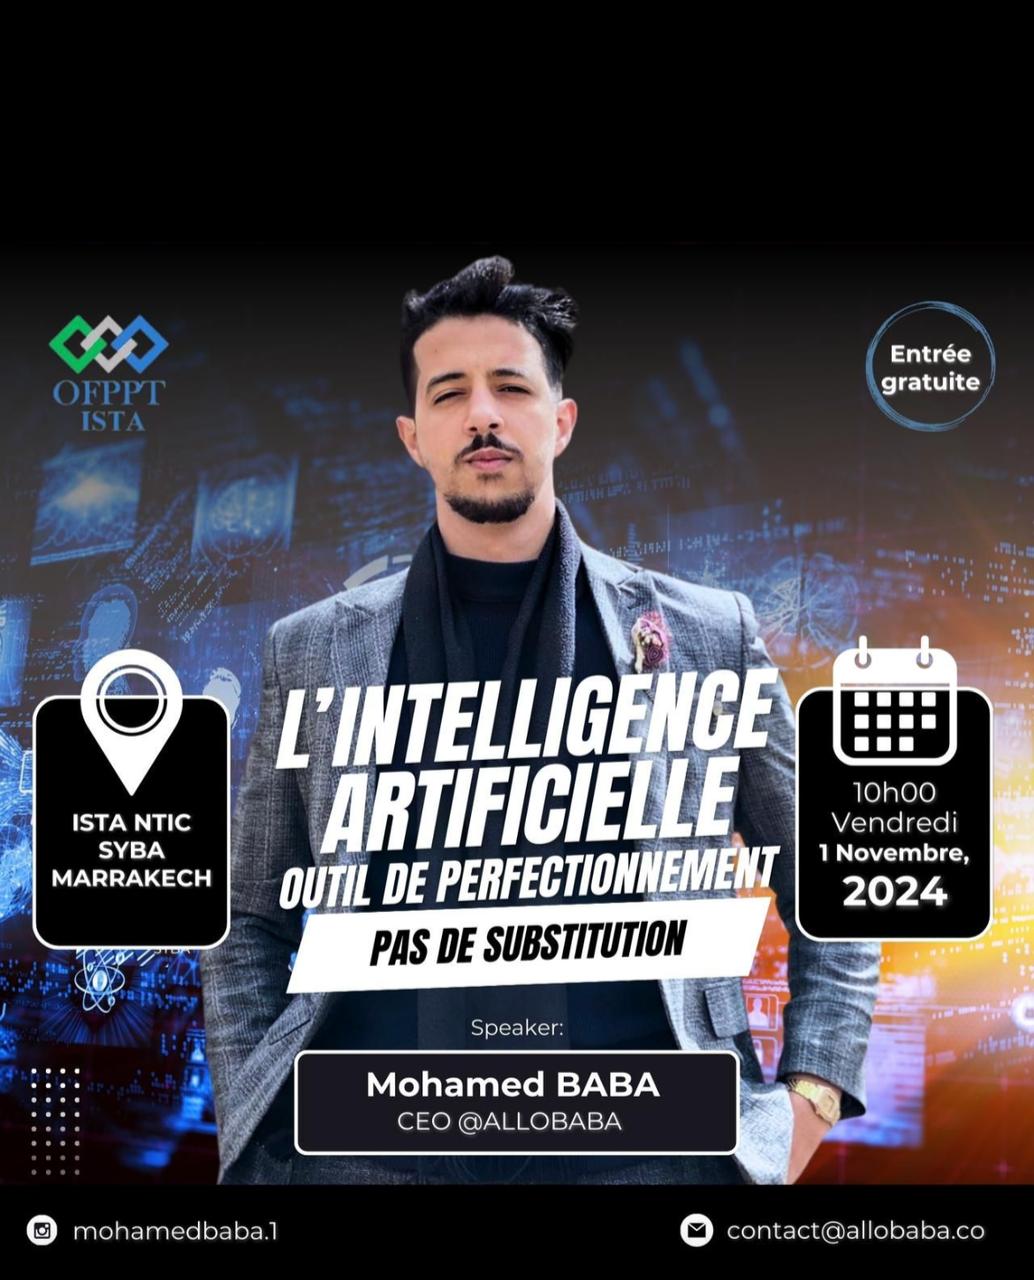 OFPPT
ISTA
Entrée
gratuite
ISTA NTIC
SYBA
MARRAKECH
L'INTELLIGENCE
ARTIFICIELLE
OUTIL DE PERFECTIONNEMENT
PAS DE SUBSTITUTION
10h00
Vendredi
1 Novembre,
2024
Speaker:
Mohamed BABA
CEO @ALLOBABA
mohamedbaba.1
contact@allobaba.co